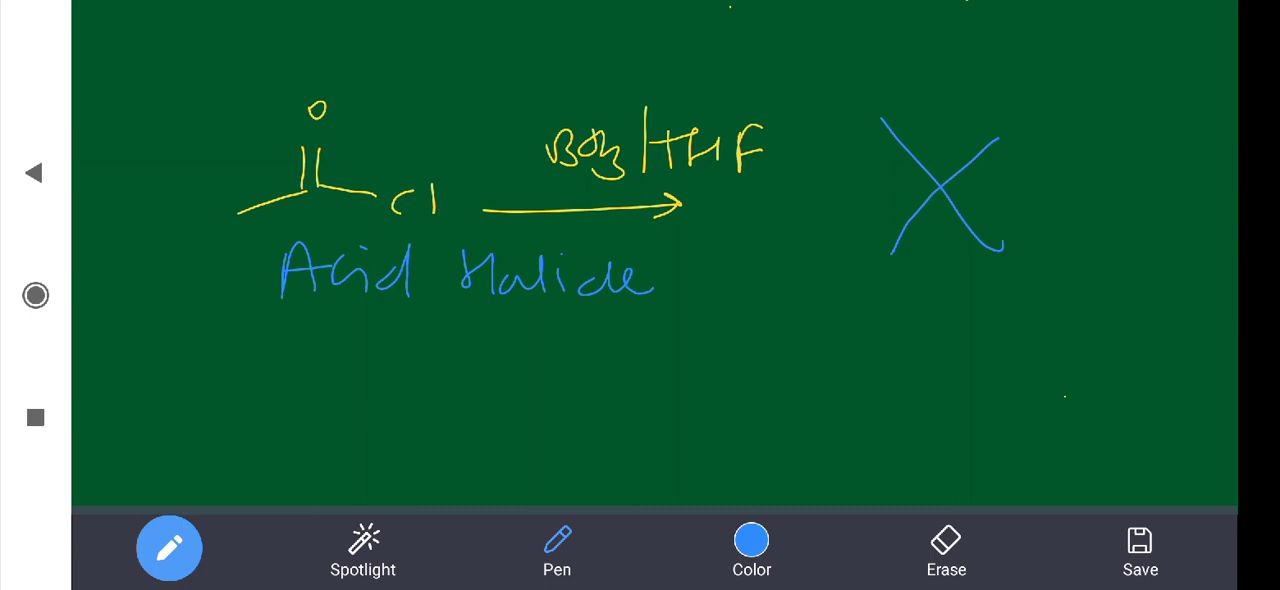 O
BH3/THF
Cl
Acid Halide
Spotlight Pen Color Erase Save